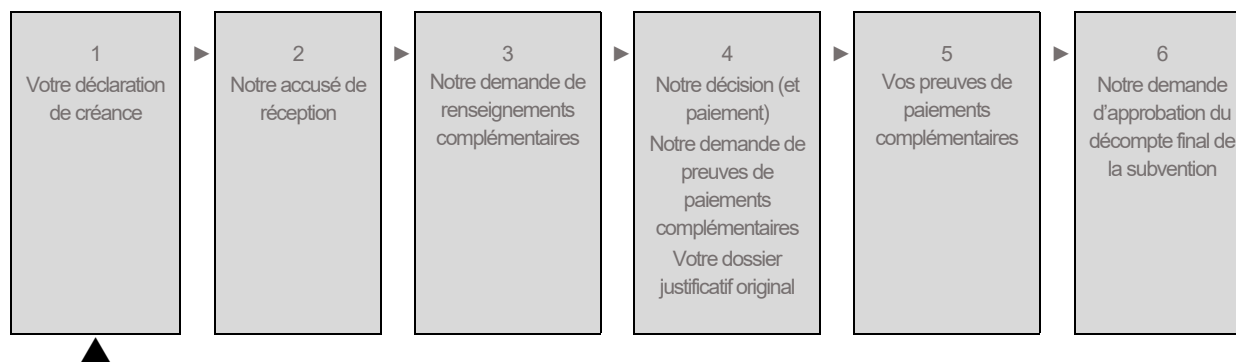 1
Votre déclaration
de créance
►
2
Notre accusé de
réception
►
3
Notre demande de
renseignements
complémentaires
►
4
Notre décision (et
paiement)
Notre demande de
preuves de
paiements
complémentaires
Votre dossier
justificatif original
►
5
Vos preuves de
paiements
complémentaires
►
6
Notre demande
d'approbation du
décompte final de
la subvention